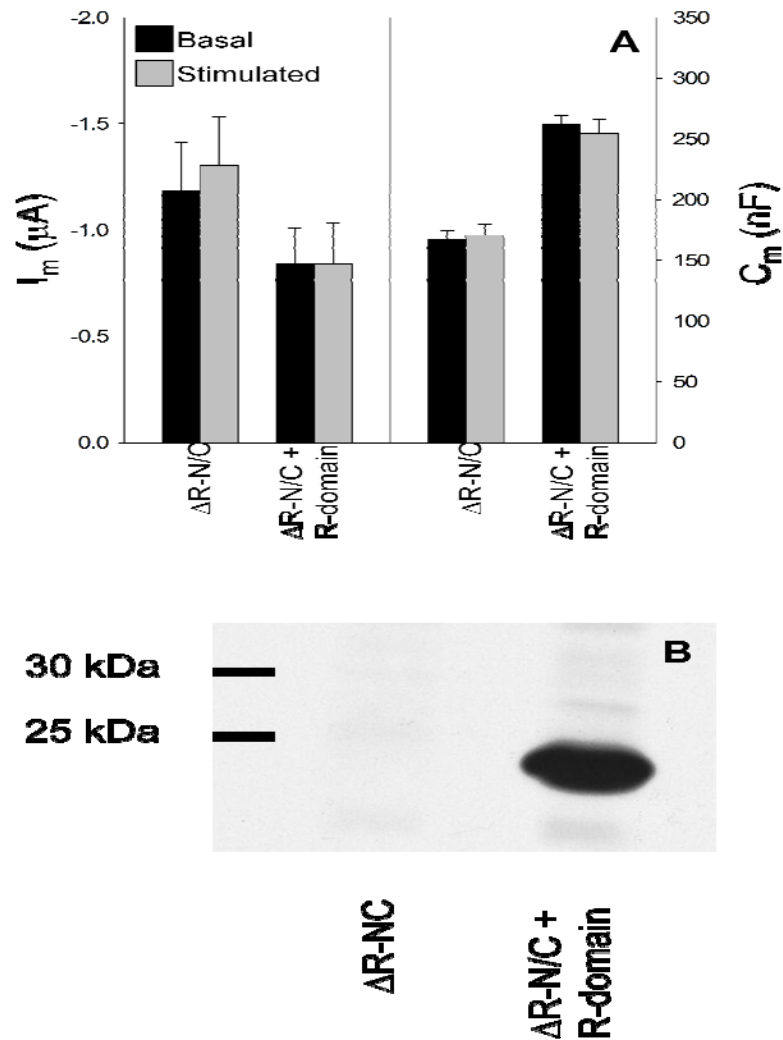 A
Basal
Stimulated
-2.0
-1.5
-1.0
-0.5
0.0
Im (µA)
350
300
250
200
150
100
50
0
Cm (nF)
ΔR-N/C
ΔR-N/C +
R-domain
ΔR-N/C
ΔR-N/C +
R-domain
B
30 kDa
25 kDa
ΔR-NC
ΔR-N/C +
R-domain